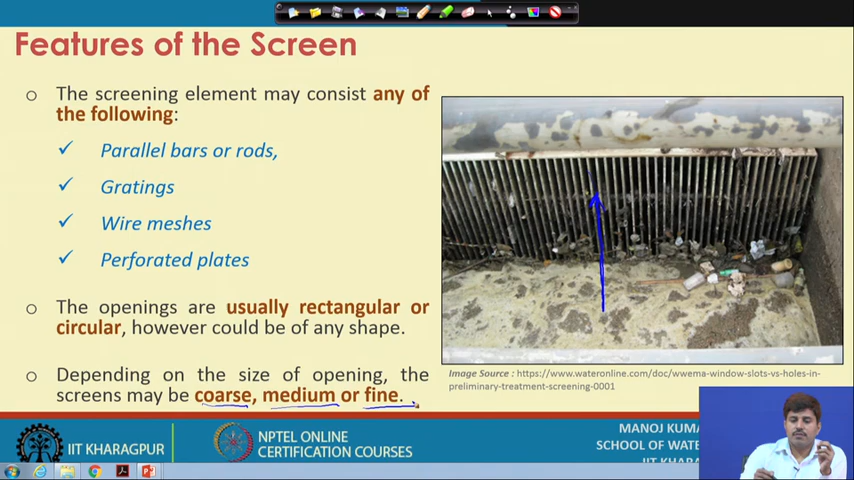 Features of the Screen
o The screening element may consist any of
the following:
✓ Parallel bars or rods,
✓ Gratings
✓ Wire meshes
✓ Perforated plates
o The openings are usually rectangular or
circular, however could be of any shape.
o Depending on the size of opening, the
screens may be coarse, medium or fine.
Image Source : https://www.wateronline.com/doc/wwema-window-slots-vs-holes-in-
preliminary-treatment-screening-0001
IIT KHARAGPUR
NPTEL ONLINE
CERTIFICATION COURSES
MANOJ KUMA
SCHOOL OF WATE
IIT KHARA